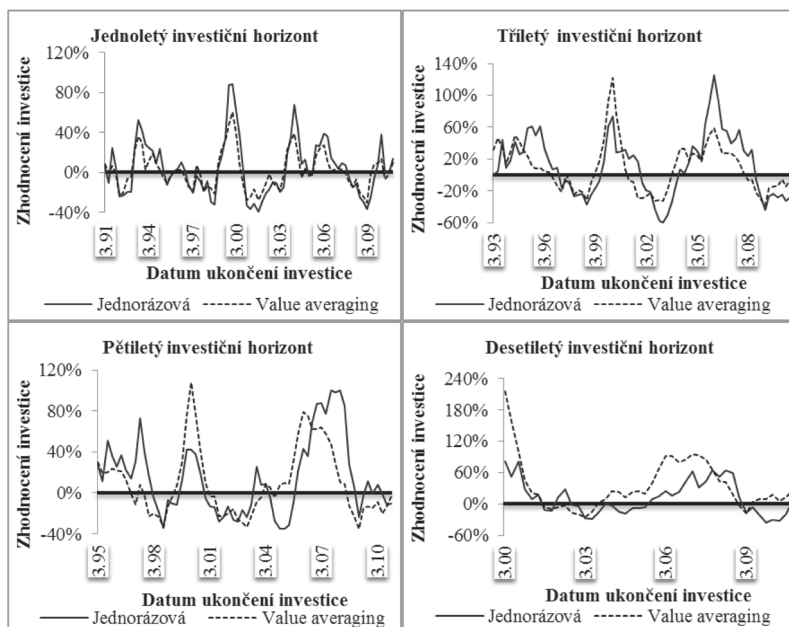 Jednoletý investiční horizont
Zhodnocení investice
120%
80%
40%
0%
-40%
3.91
3.94
3.97
3.00
3.03
3.06
3.09
Datum ukončení investice
Jednorázová
Value averaging
Tříletý investiční horizont
Zhodnocení investice
140%
100%
60%
20%
-20%
-60%
3.93
3.96
3.99
3.02
3.05
3.08
Datum ukončení investice
Jednorázová
Value averaging
Pětiletý investiční horizont
Zhodnocení investice
120%
80%
40%
0%
-40%
3.95
3.98
3.01
3.04
3.07
3.10
Datum ukončení investice
Jednorázová
Value averaging
Desetiletý investiční horizont
Zhodnocení investice
240%
180%
120%
60%
0%
-60%
3.00
3.03
3.06
3.09
Datum ukončení investice
Jednorázová
Value averaging